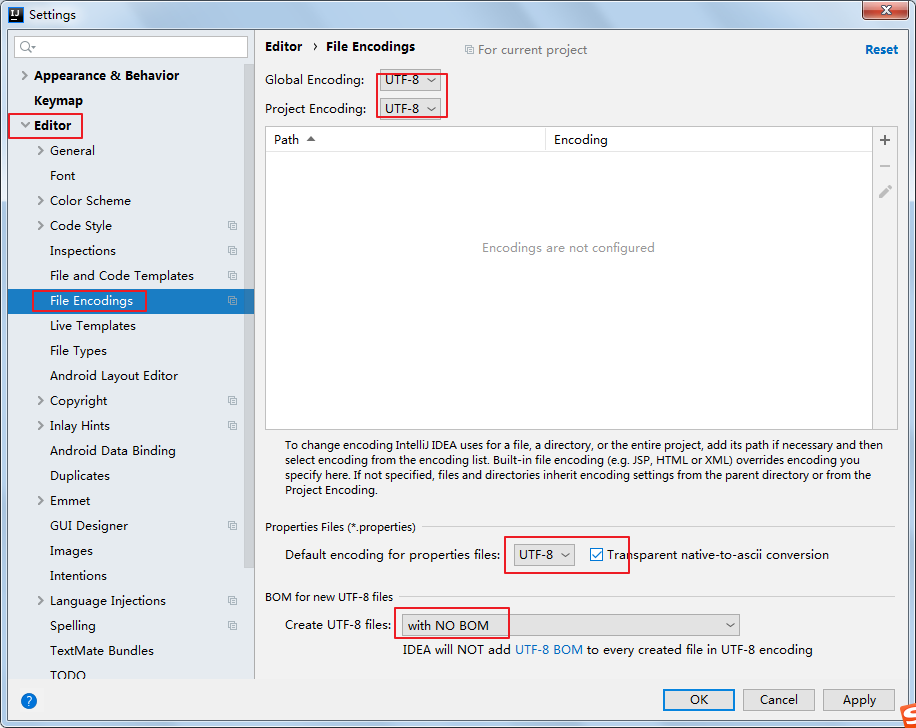 Settings
Appearance & Behavior
Keymap
Editor
General
Font
Color Scheme
Code Style
Inspections
File and Code Templates
File Encodings
Live Templates
File Types
Android Layout Editor
Copyright
Inlay Hints
Android Data Binding
Duplicates
Emmet
GUI Designer
Images
Intentions
Language Injections
Spelling
TextMate Bundles
TODO
Editor › File Encodings
For current project
Reset
Global Encoding: UTF-8
Project Encoding: UTF-8
Path Encoding
Encodings are not configured
To change encoding IntelliJ IDEA uses for a file, a directory, or the entire project, add its path if necessary and then
select encoding from the encoding list. Built-in file encoding (e.g. JSP, HTML or XML) overrides encoding you
specify here. If not specified, files and directories inherit encoding settings from the parent directory or from the
Project Encoding.
Properties Files (*.properties)
Default encoding for properties files: UTF-8 Transparent native-to-ascii conversion
BOM for new UTF-8 files
Create UTF-8 files: with NO BOM
IDEA will NOT add UTF-8 BOM to every created file in UTF-8 encoding
?
OK Cancel Apply